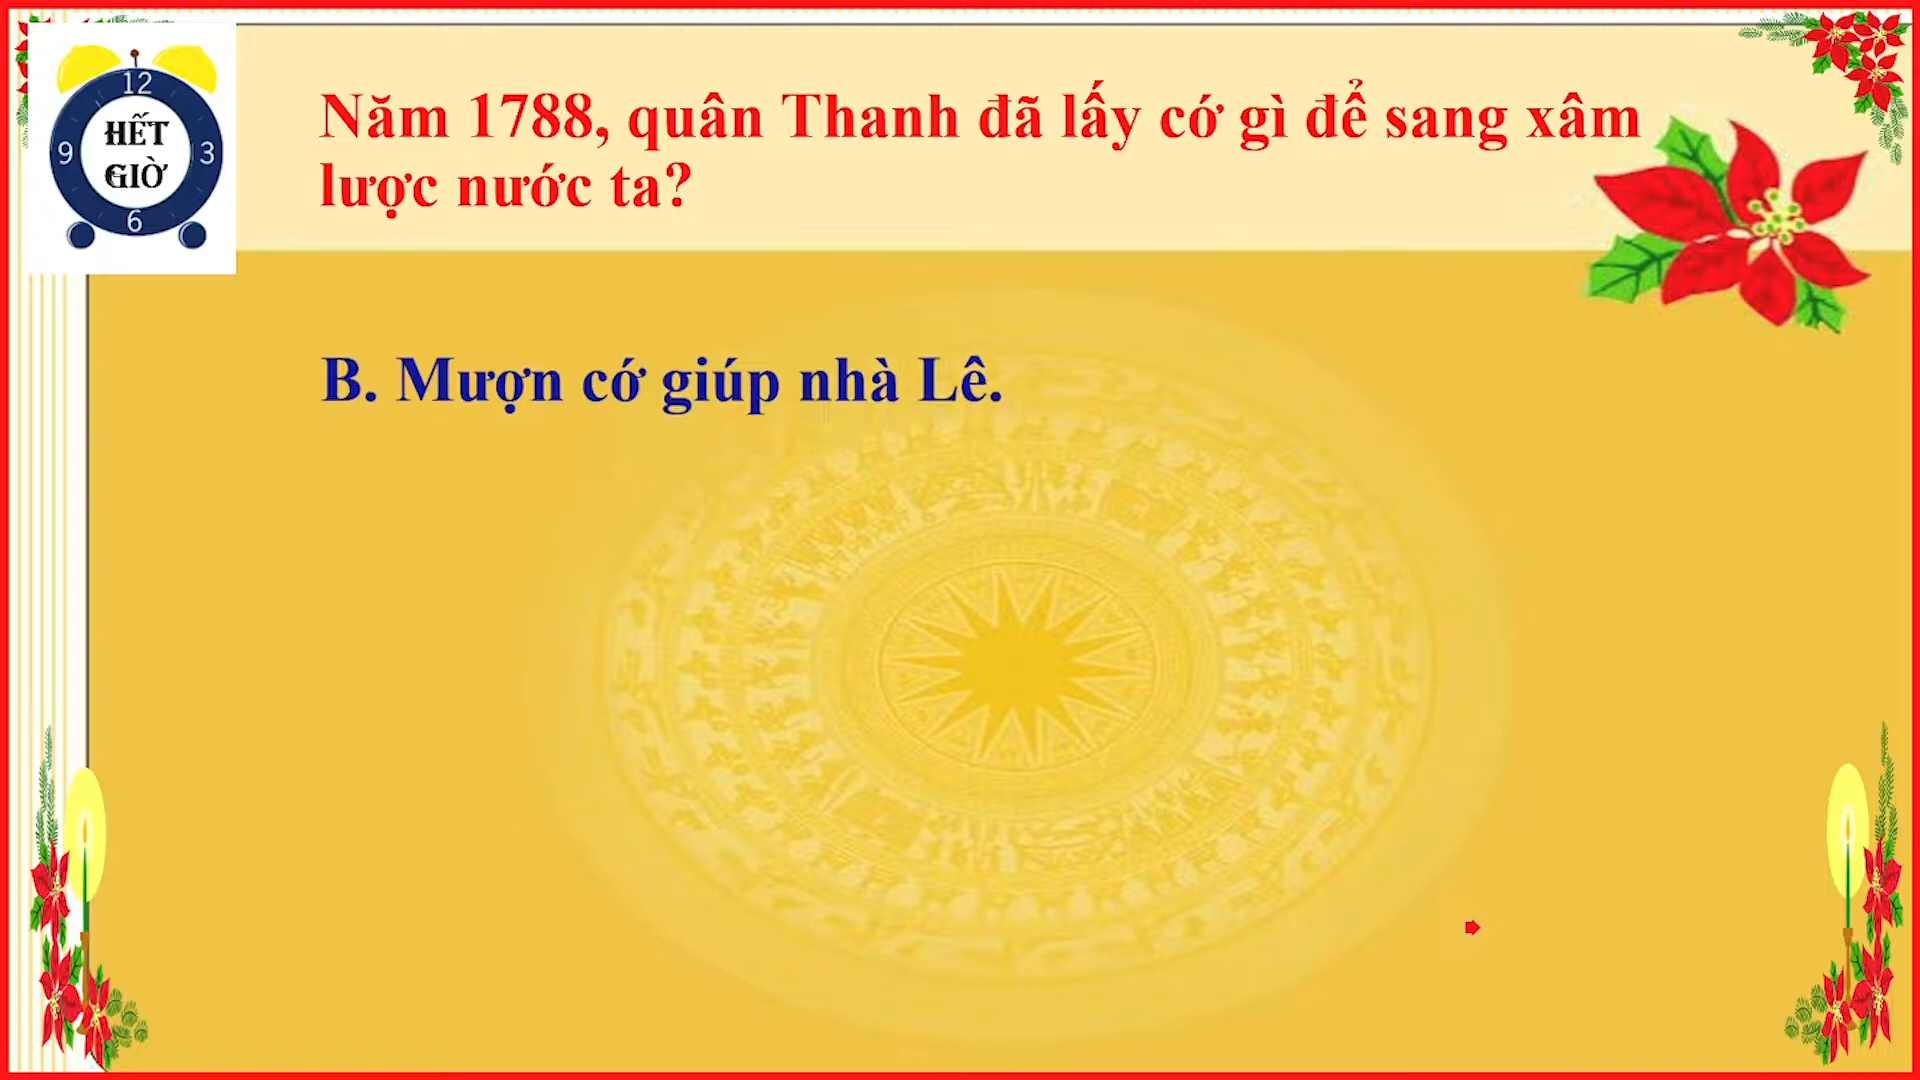 12
HẾT
9
3
GIỜ
6
Năm 1788, quân Thanh đã lấy cớ gì để sang xâm
lược nước ta?
B. Mượn cớ giúp nhà Lê.